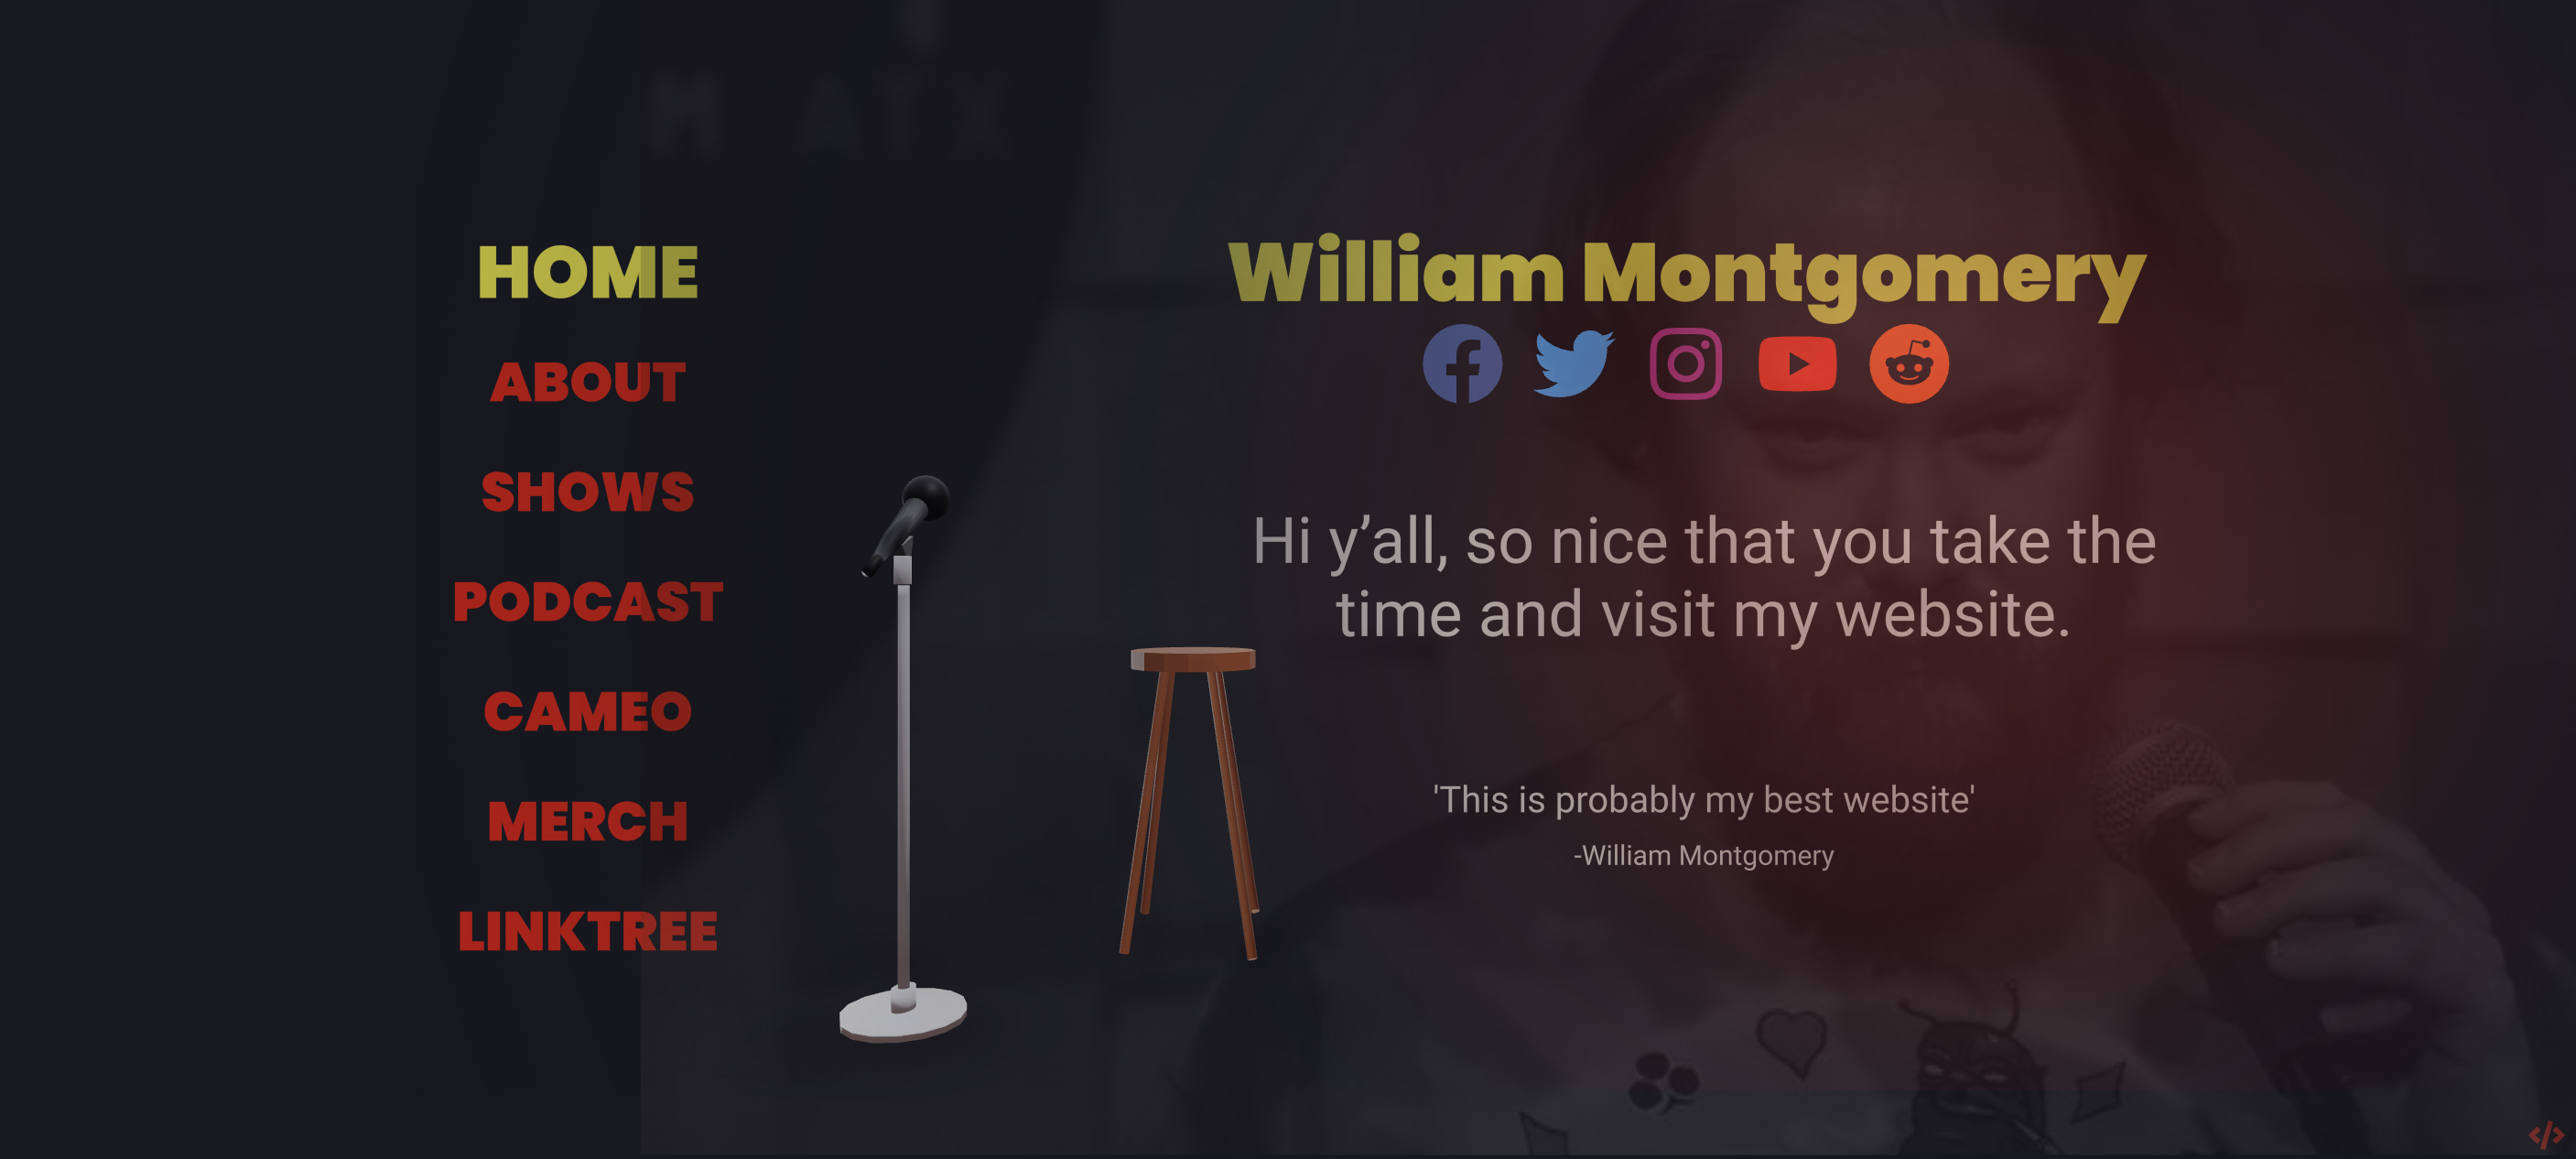 M ATX
HOME
ABOUT
SHOWS
PODCAST
CAMEO
MERCH
LINKTREE
William Montgomery
Hi y’all, so nice that you take the
time and visit my website.
'This is probably my best website'
-William Montgomery